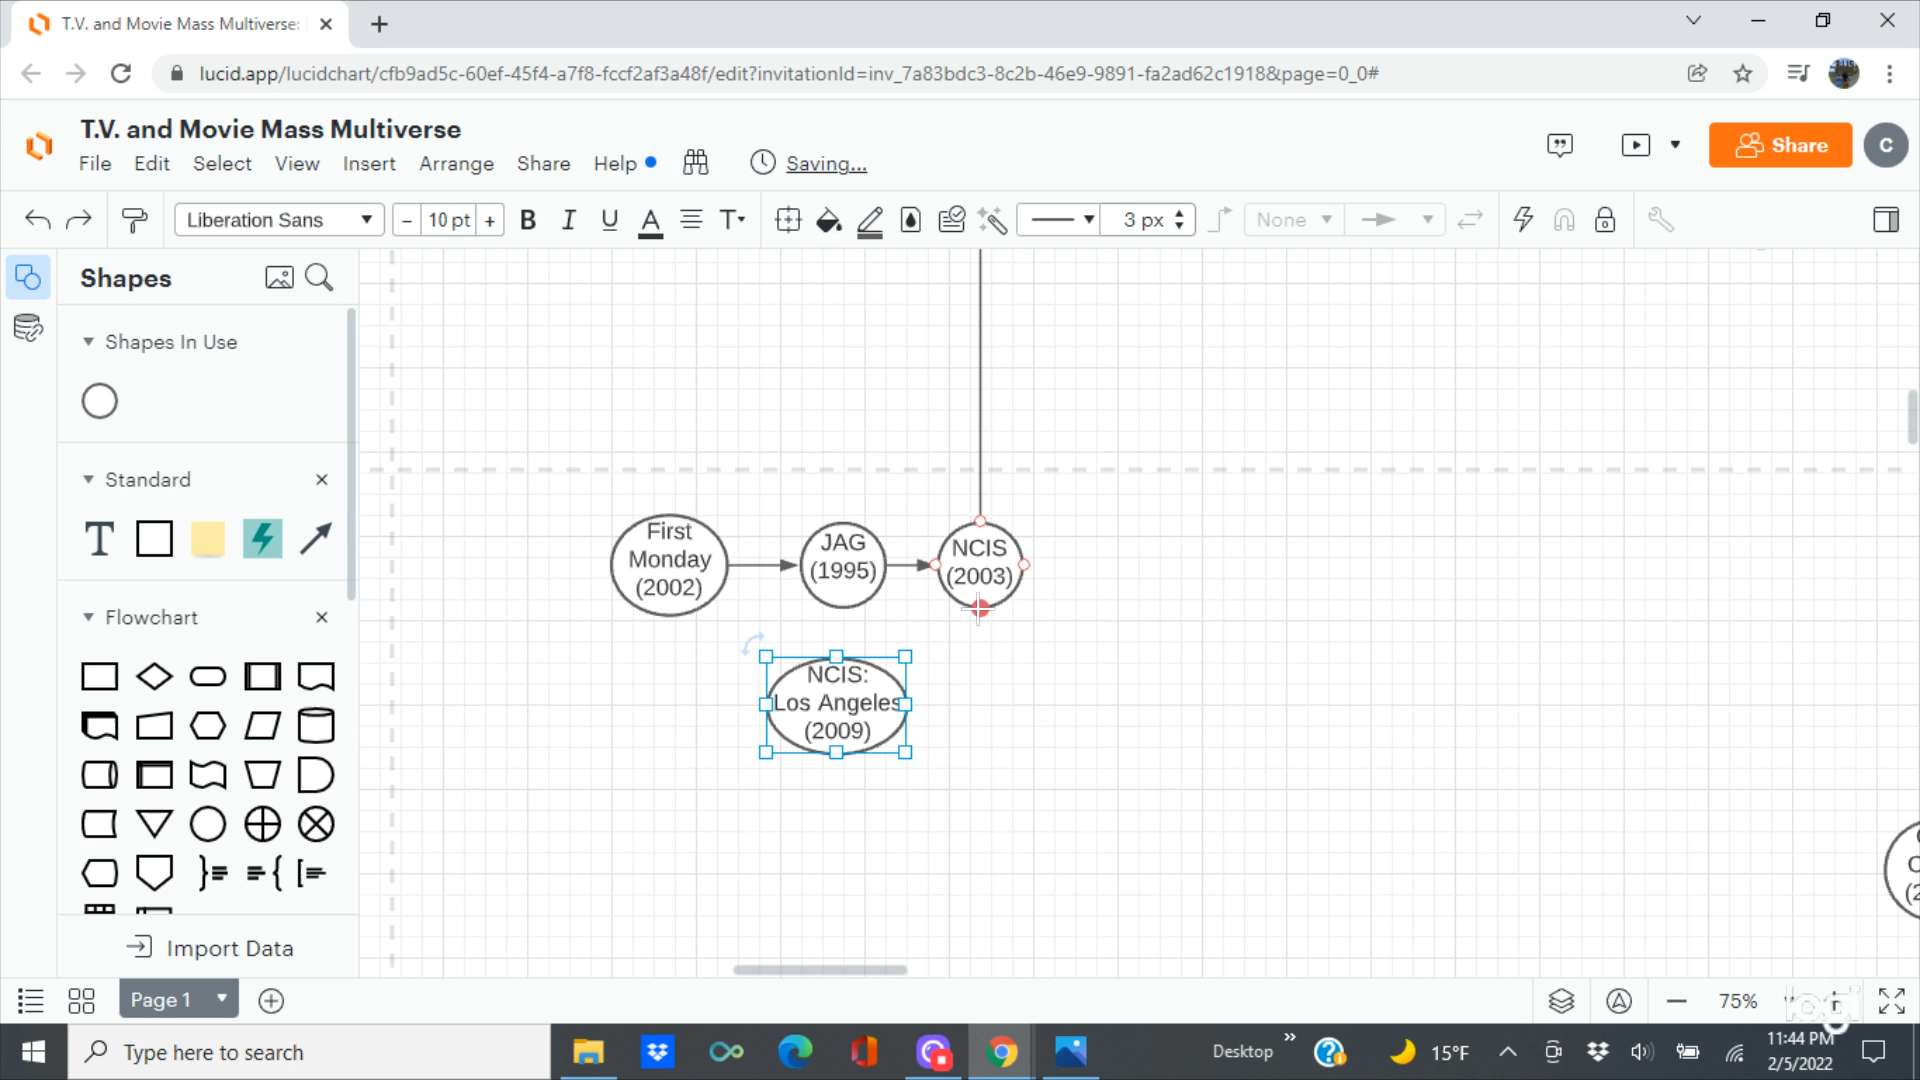 T.V. and Movie Mass Multiverse:
lucid.app/lucidchart/cfb9ad5c-60ef-45f4-a7f8-fccf2af3a48f/edit?invitationId=inv_7a83bdc3-8c2b-46e9-9891-fa2ad62c1918&page=0_0#
T.V. and Movie Mass Multiverse
File Edit Select View Insert Arrange Share Help Saving...
Share
C
Liberation Sans
- 10 pt +
B I U A T
3 px
None
Shapes
Shapes In Use
Standard
T
Flowchart
Import Data
First
Monday
(2002)
JAG
(1995)
NCIS
(2003)
NCIS:
Los Angeles
(2009)
Page 1
75%
logi
Type here to search
Desktop
15°F
11:44 PM
2/5/2022